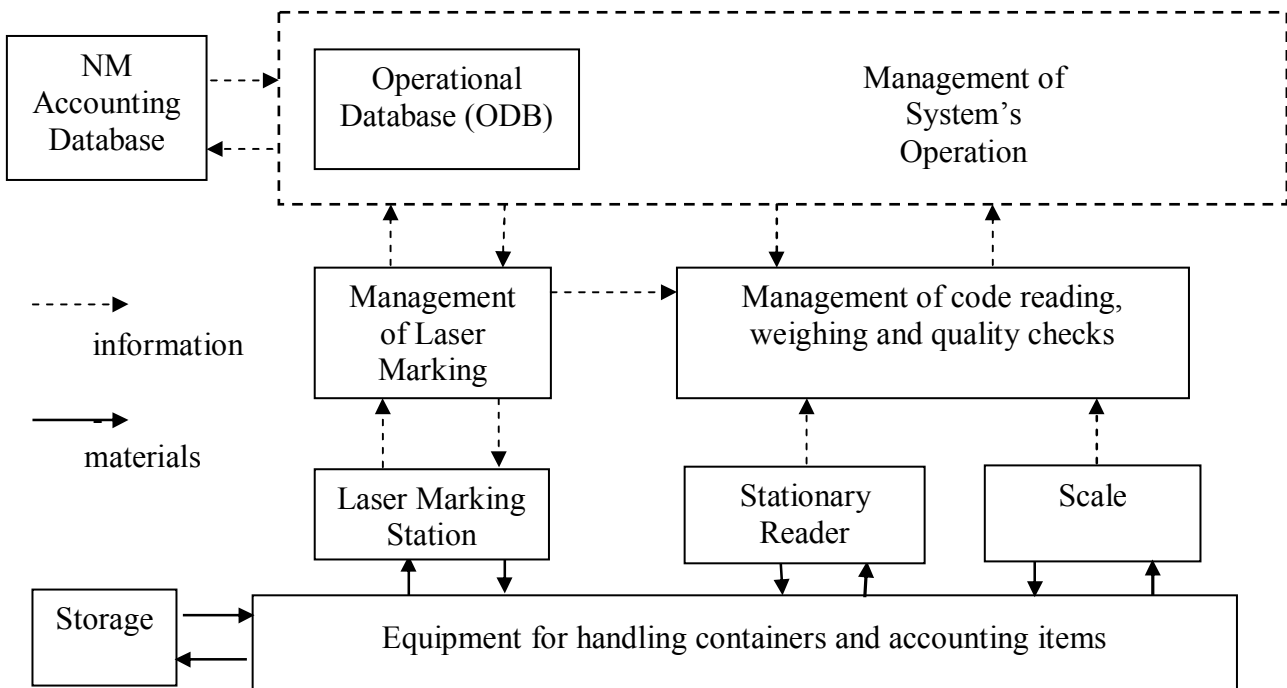 NM
Accounting
Database
Operational
Database (ODB)
Management of
System’s
Operation
information
materials
Management
of Laser
Marking
Management of code reading,
weighing and quality checks
Laser Marking
Station
Stationary
Reader
Scale
Storage
Equipment for handling containers and accounting items